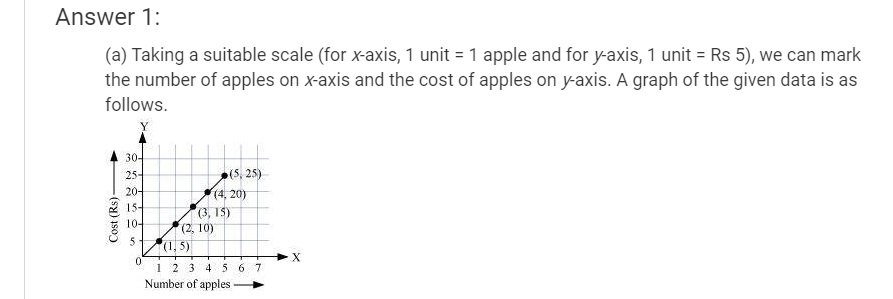 Answer 1:
(a) Taking a suitable scale (for x-axis, 1 unit = 1 apple and for y-axis, 1 unit = Rs 5), we can mark
the number of apples on x-axis and the cost of apples on y-axis. A graph of the given data is as
follows.
Y
30
25
(5, 25)
20
(4, 20)
15
(3, 15)
10
(2, 10)
5
(1, 5)
Cost (Rs)
0
X
1 2 3 4 5 6 7
Number of apples